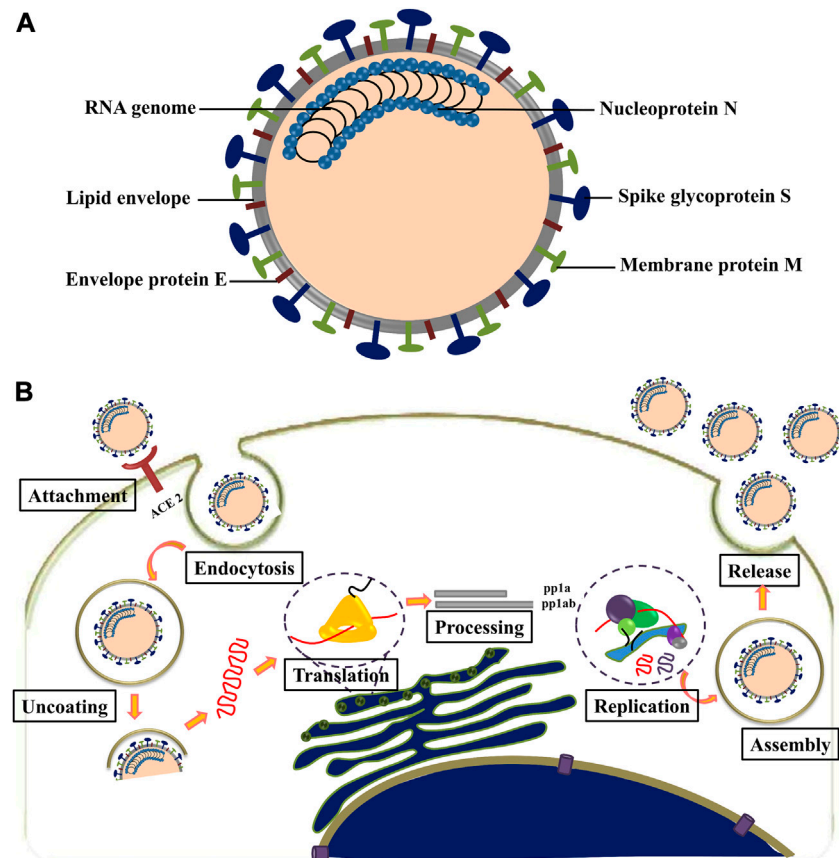 A
RNA genome
Nucleoprotein N
Lipid envelope
Spike glycoprotein S
Envelope protein E
Membrane protein M
B
Attachment
ACE 2
Endocytosis
Release
pp1a
pp1ab
Processing
Translation
Uncoating
Replication
Assembly